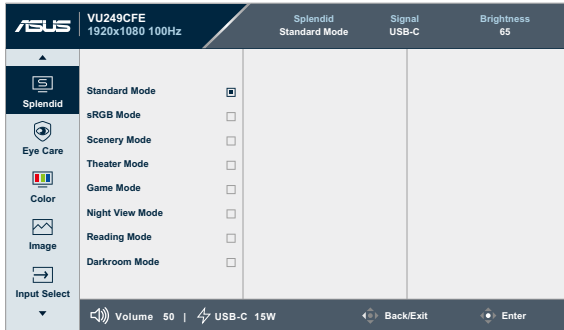 ASUS
VU249CFE
1920x1080 100Hz
Splendid
Standard Mode
Signal
USB-C
Brightness
65
Splendid
Eye Care
Color
Image
Input Select
Standard Mode
sRGB Mode
Scenery Mode
Theater Mode
Game Mode
Night View Mode
Reading Mode
Darkroom Mode
Volume 50 | USB-C 15W
Back/Exit
Enter